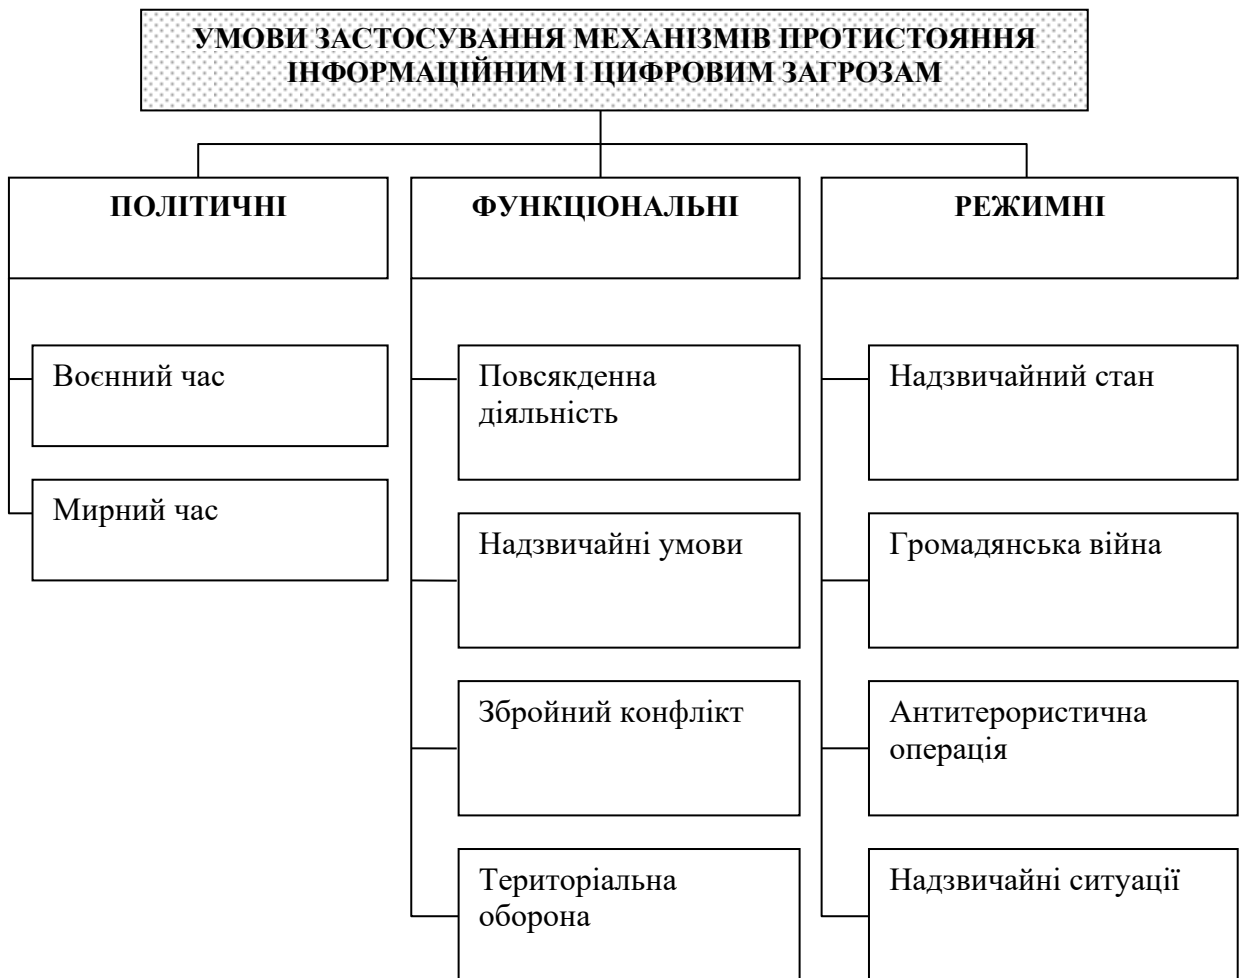 УМОВИ ЗАСТОСУВАННЯ МЕХАНІЗМІВ ПРОТИСТОЯННЯ
ІНФОРМАЦІЙНИМ І ЦИФРОВИМ ЗАГРОЗАМ
ПОЛІТИЧНІ
Воєнний час
Мирний час
ФУНКЦІОНАЛЬНІ
Повсякденна
діяльність
Надзвичайні умови
Збройний конфлікт
Територіальна
оборона
РЕЖИМНІ
Надзвичайний стан
Громадянська війна
Антитерористична
операція
Надзвичайні ситуації